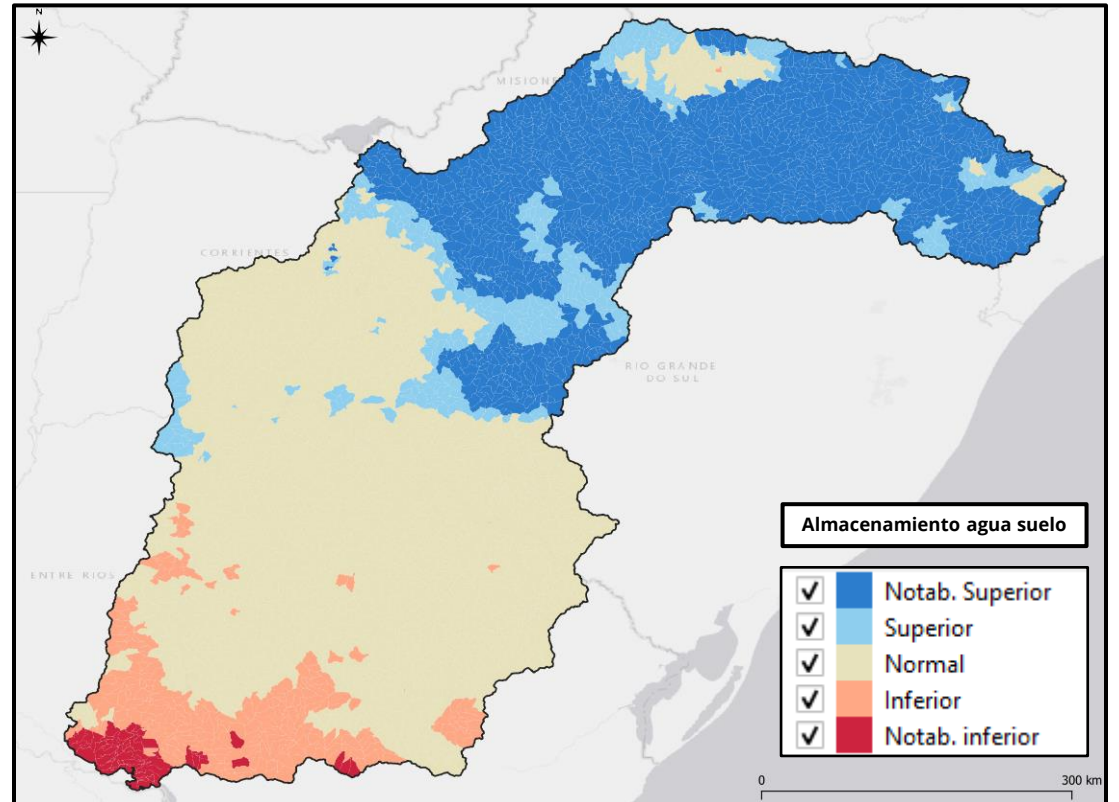 N
MISIONE
CORRIENTES
RIO GRANDE
DO SUL
ENTRE RIOS
Almacenamiento agua suelo
Notab. Superior
Superior
Normal
Inferior
Notab. inferior
0 300 km